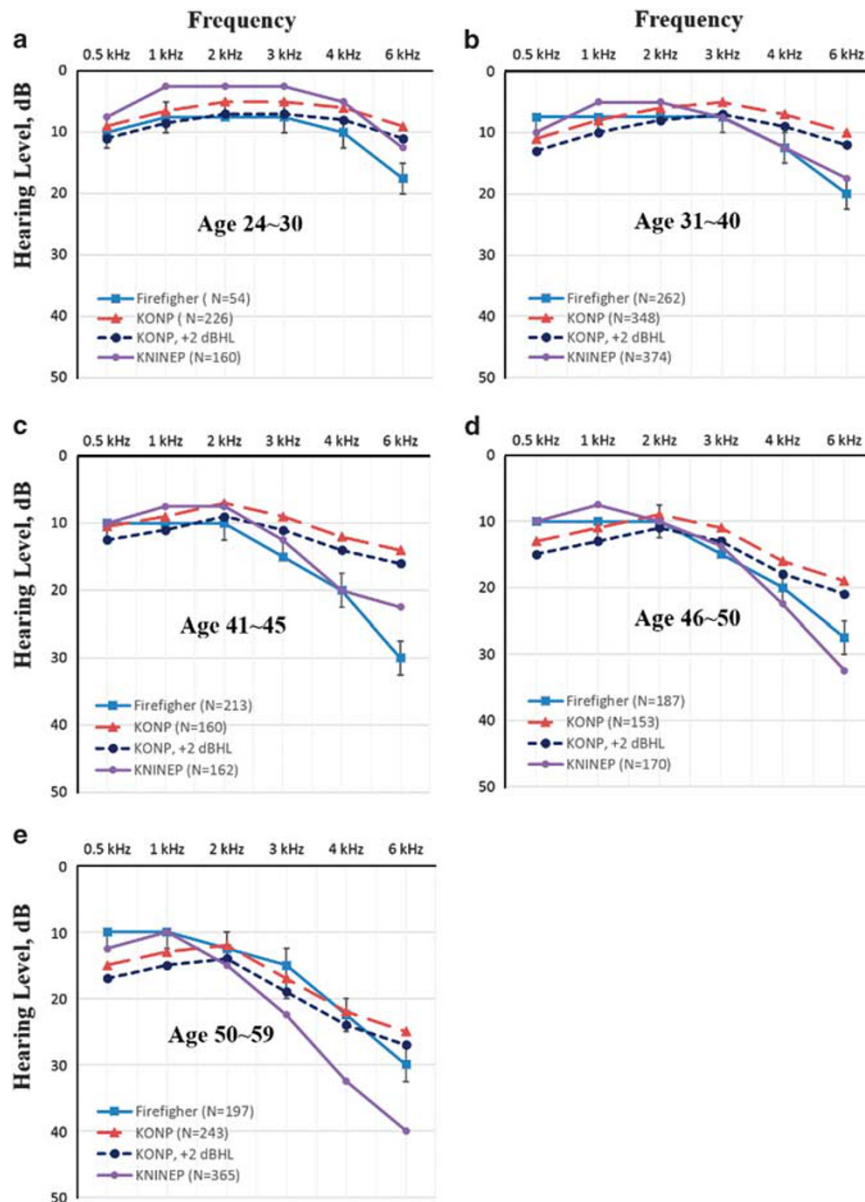 Frequency
Frequency
a
0.5 kHz 1 kHz 2 kHz 3 kHz 4 kHz 6 kHz
Hearing Level, dB
0
10
20
30
40
50
Age 24~30
Firefigher ( N=54)
KONP ( N=226)
KONP, +2 dBHL
KNINEP (N=160)
b
0.5 kHz 1 kHz 2 kHz 3 kHz 4 kHz 6 kHz
0
10
20
30
40
50
Age 31~40
Firefigher (N=262)
KONP (N=348)
KONP, +2 dBHL
KNINEP (N=374)
c
0.5 kHz 1 kHz 2 kHz 3 kHz 4 kHz 6 kHz
Hearing Level, dB
0
10
20
30
40
50
Age 41~45
Firefigher (N=213)
KONP (N=160)
KONP, +2 dBHL
KNINEP (N=162)
d
0.5 kHz 1 kHz 2 kHz 3 kHz 4 kHz 6 kHz
0
10
20
30
40
50
Age 46~50
Firefigher (N=187)
KONP (N=153)
KONP, +2 dBHL
KNINEP (N=170)
e
0.5 kHz 1 kHz 2 kHz 3 kHz 4 kHz 6 kHz
Hearing Level, dB
0
10
20
30
40
50
Age 50~59
Firefigher (N=197)
KONP (N=243)
KONP, +2 dBHL
KNINEP (N=365)